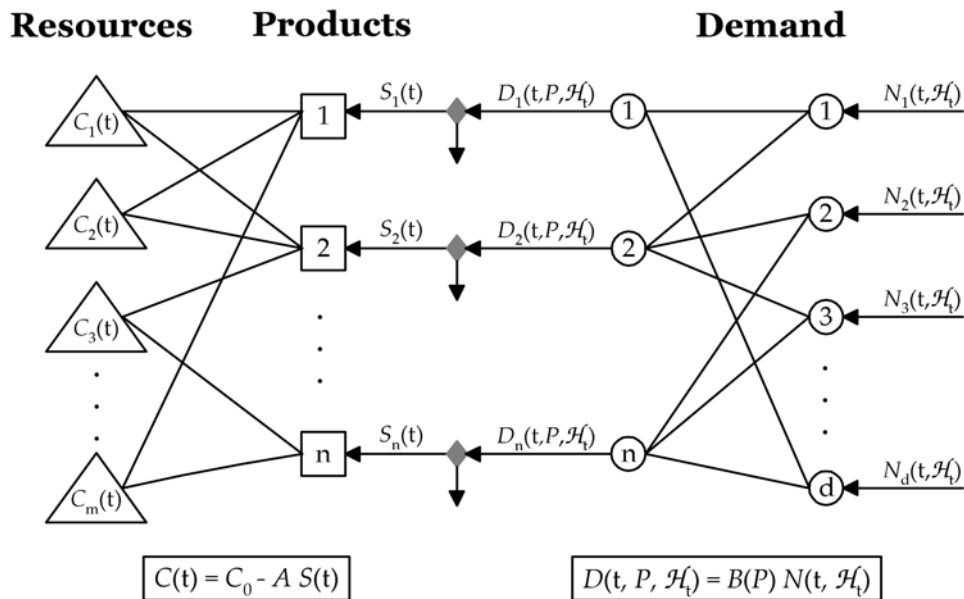 Resources Products Demand
C₁(t) 1 S₁(t) D₁(t,P,ℋₜ) 1 1 N₁(t,ℋₜ)
C₂(t) 2 N₂(t,ℋₜ)
2 S₂(t) D₂(t,P,ℋₜ) 2
C₃(t) 3 N₃(t,ℋₜ)
n Sₙ(t) Dₙ(t,P,ℋₜ) n
Cₘ(t) d N_d(t,ℋₜ)
C(t) = C₀ - A S(t) D(t, P, ℋₜ) = B(P) N(t, ℋₜ)